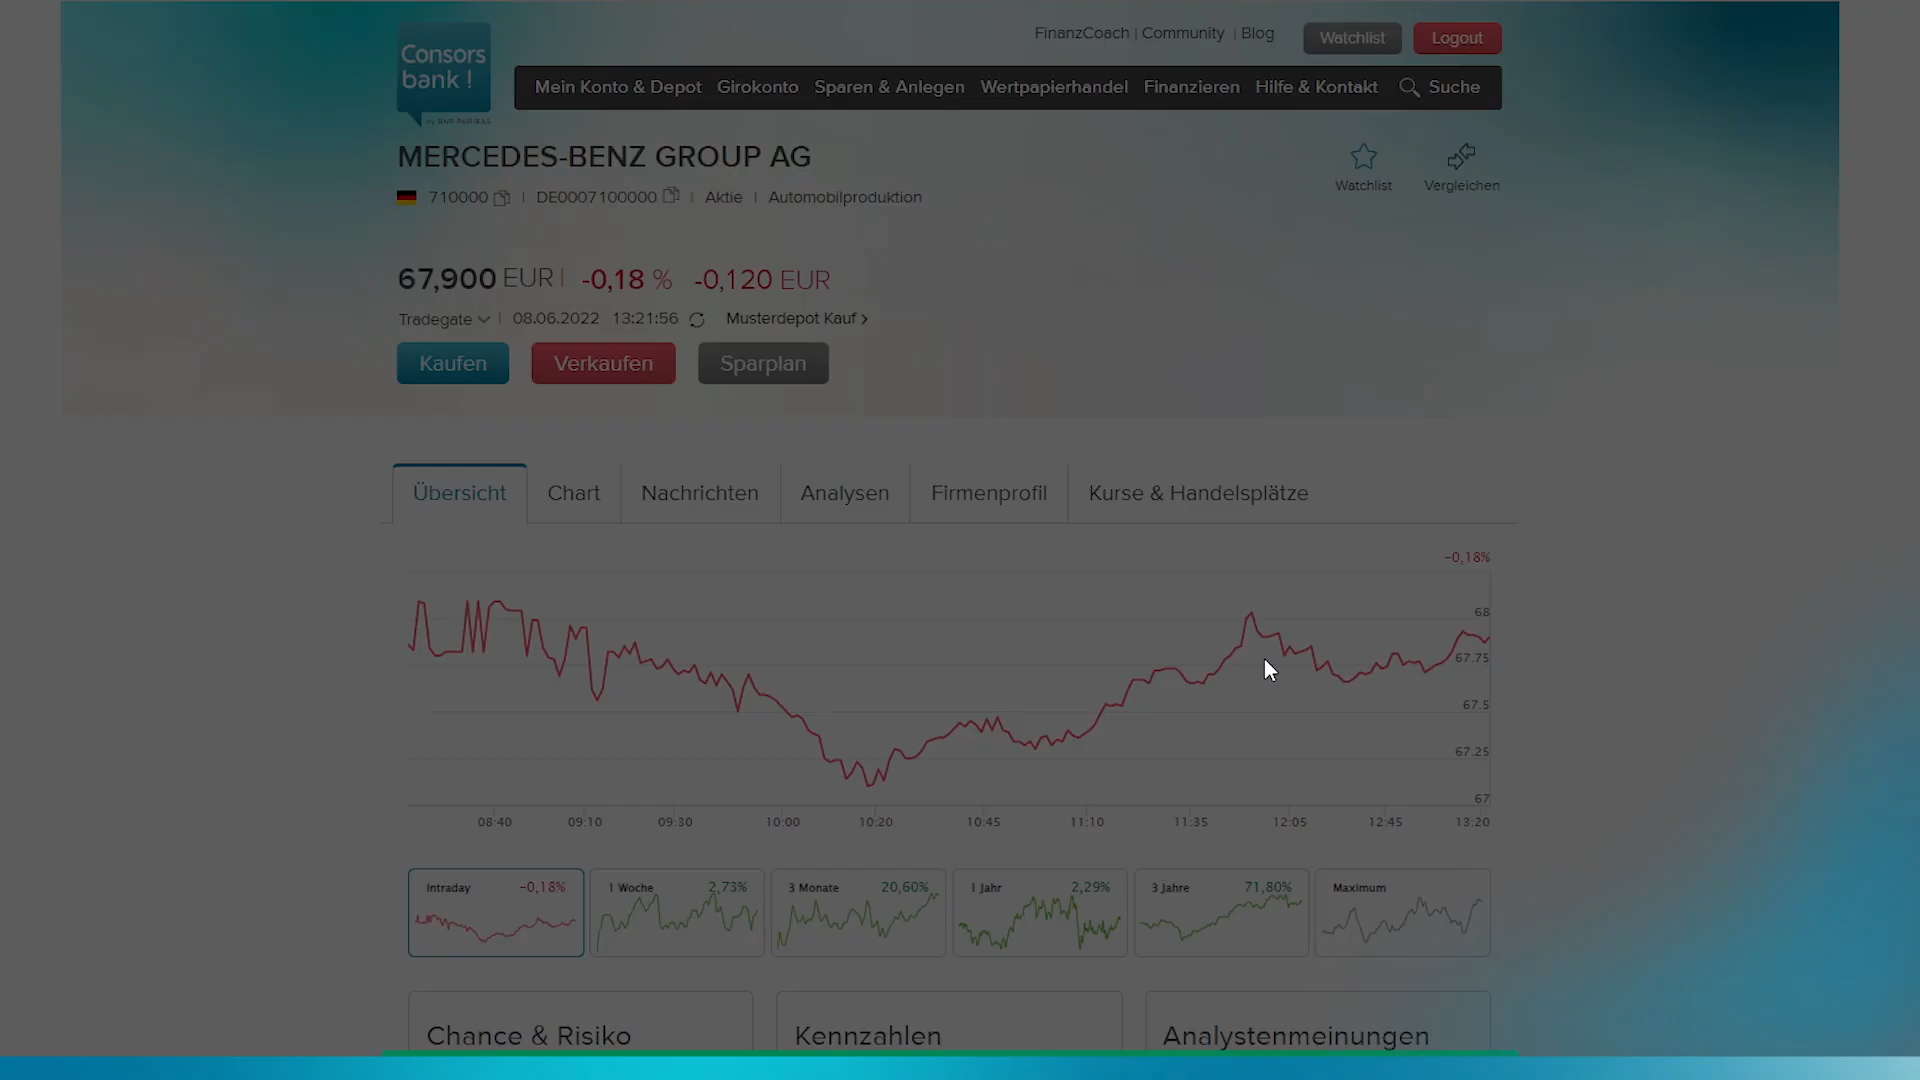 FinanzCoach | Community | Blog
Watchlist
Logout
Consors
bank !
by BNP PARIBAS
Mein Konto & Depot Girokonto Sparen & Anlegen Wertpapierhandel Finanzieren Hilfe & Kontakt Suche
MERCEDES-BENZ GROUP AG
Watchlist
Vergleichen
710000 | DE0007100000 | Aktie | Automobilproduktion
67,900 EUR | -0,18 % -0,120 EUR
Tradegate | 08.06.2022 13:21:56 Musterdepot Kauf
Kaufen
Verkaufen
Sparplan
Übersicht
Chart
Nachrichten
Analysen
Firmenprofil
Kurse & Handelsplätze
-0,18%
68
67.75
67.5
67.25
67
08:40 09:10 09:30 10:00 10:20 10:45 11:10 11:35 12:05 12:45 13:20
Intraday -0,18%
1 Woche 2,73%
3 Monate 20,60%
1 Jahr 2,29%
3 Jahre 71,80%
Maximum
Chance & Risiko
Kennzahlen
Analystenmeinungen